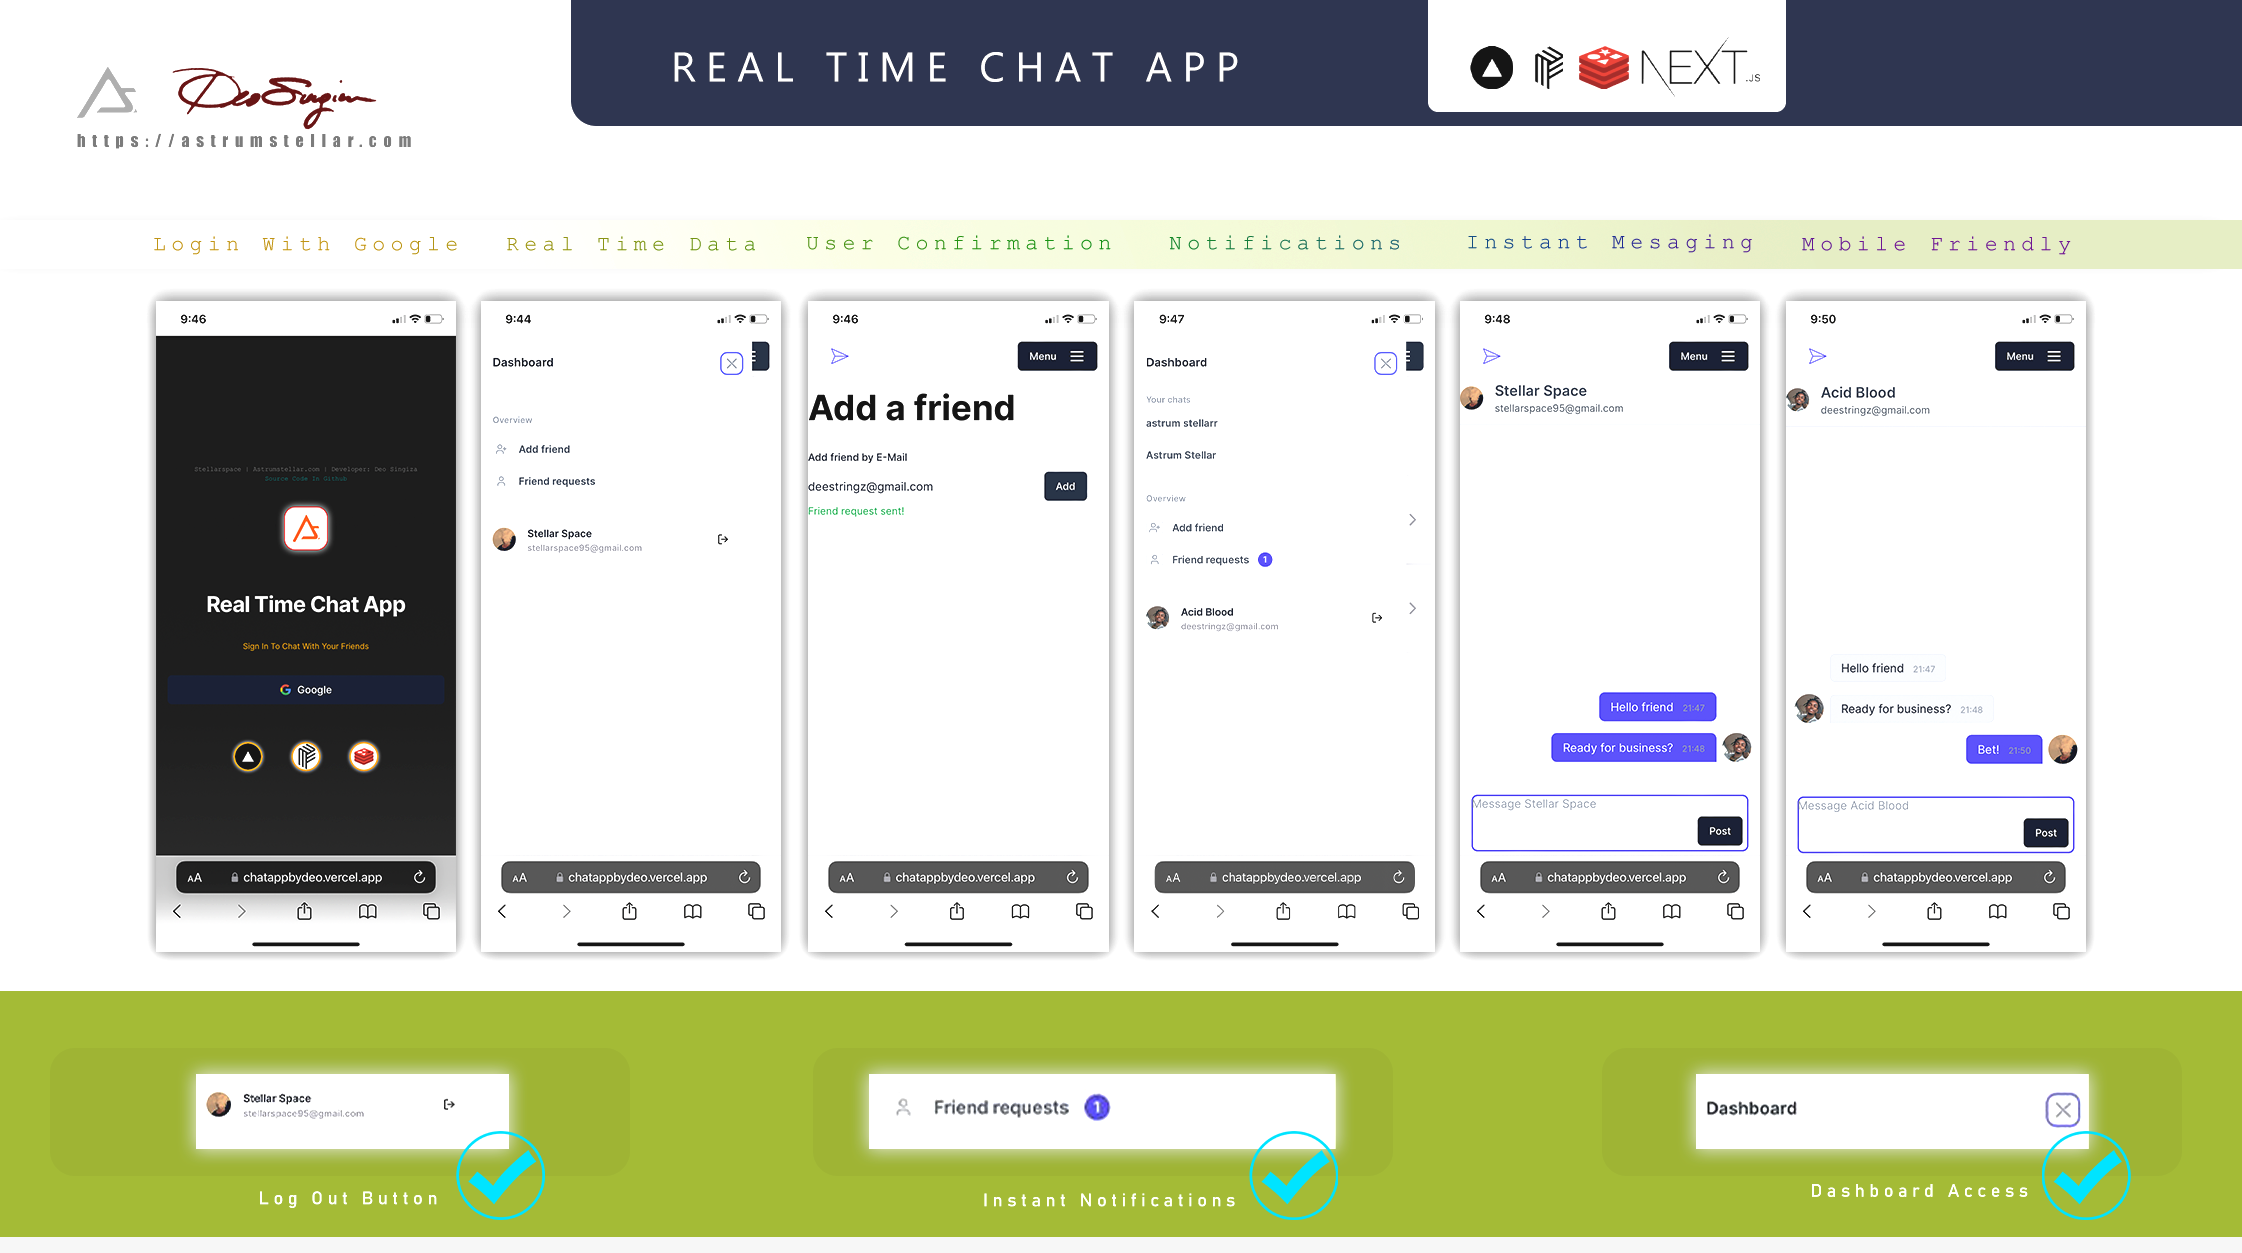 REAL TIME CHAT APP
NEXT.JS
Deo Singiza
https://astrumstellar.com
Login With Google
Real Time Data
User Confirmation
Notifications
Instant Mesaging
Mobile Friendly
9:46
Stellarspace | Astrumstellar.com | Developer: Deo Singiza
Source Code In Github
Real Time Chat App
Sign In To Chat With Your Friends
Google
AA chatappbydeo.vercel.app
9:44
Dashboard
Overview
Add friend
Friend requests
Stellar Space
stellarspace95@gmail.com
AA chatappbydeo.vercel.app
9:46
Menu
Add a friend
Add friend by E-Mail
deestringz@gmail.com
Add
Friend request sent!
AA chatappbydeo.vercel.app
9:47
Dashboard
Your chats
astrum stellarr
Astrum Stellar
Overview
Add friend
Friend requests 1
Acid Blood
deestringz@gmail.com
AA chatappbydeo.vercel.app
9:48
Menu
Stellar Space
stellarspace95@gmail.com
Hello friend 21:47
Ready for business? 21:48
Message Stellar Space
Post
AA chatappbydeo.vercel.app
9:50
Menu
Acid Blood
deestringz@gmail.com
Hello friend 21:47
Ready for business? 21:48
Bet! 21:50
Message Acid Blood
Post
AA chatappbydeo.vercel.app
Stellar Space
stellarspace95@gmail.com
Log Out Button
Friend requests 1
Instant Notifications
Dashboard
Dashboard Access